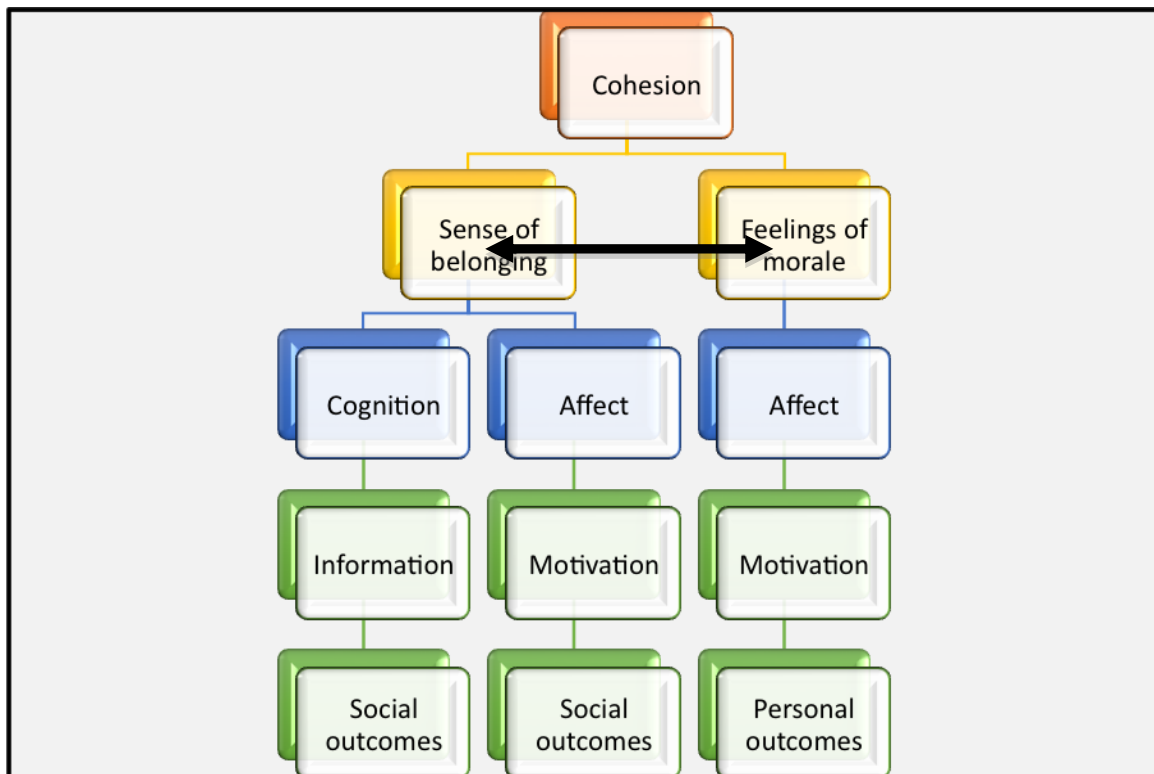 Cohesion
Sense of
belonging
Feelings of
morale
Cognition
Affect
Affect
Information
Motivation
Motivation
Social
outcomes
Social
outcomes
Personal
outcomes